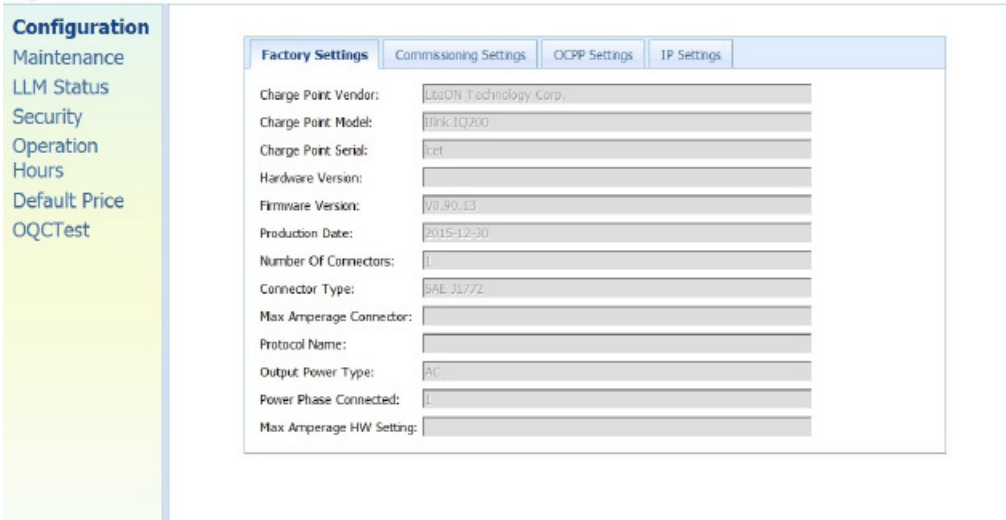 Configuration
Maintenance
LLM Status
Security
Operation
Hours
Default Price
OQCTest
Factory Settings Commissioning Settings OCPP Settings IP Settings
Charge Point Vendor: LiteON Technology Corp.
Charge Point Model: Blink IQ200
Charge Point Serial: icet
Hardware Version:
Firmware Version: V0.90.13
Production Date: 2015-12-30
Number Of Connectors: 1
Connector Type: SAE J1772
Max Amperage Connector:
Protocol Name:
Output Power Type: AC
Power Phase Connected: 1
Max Amperage HW Setting: